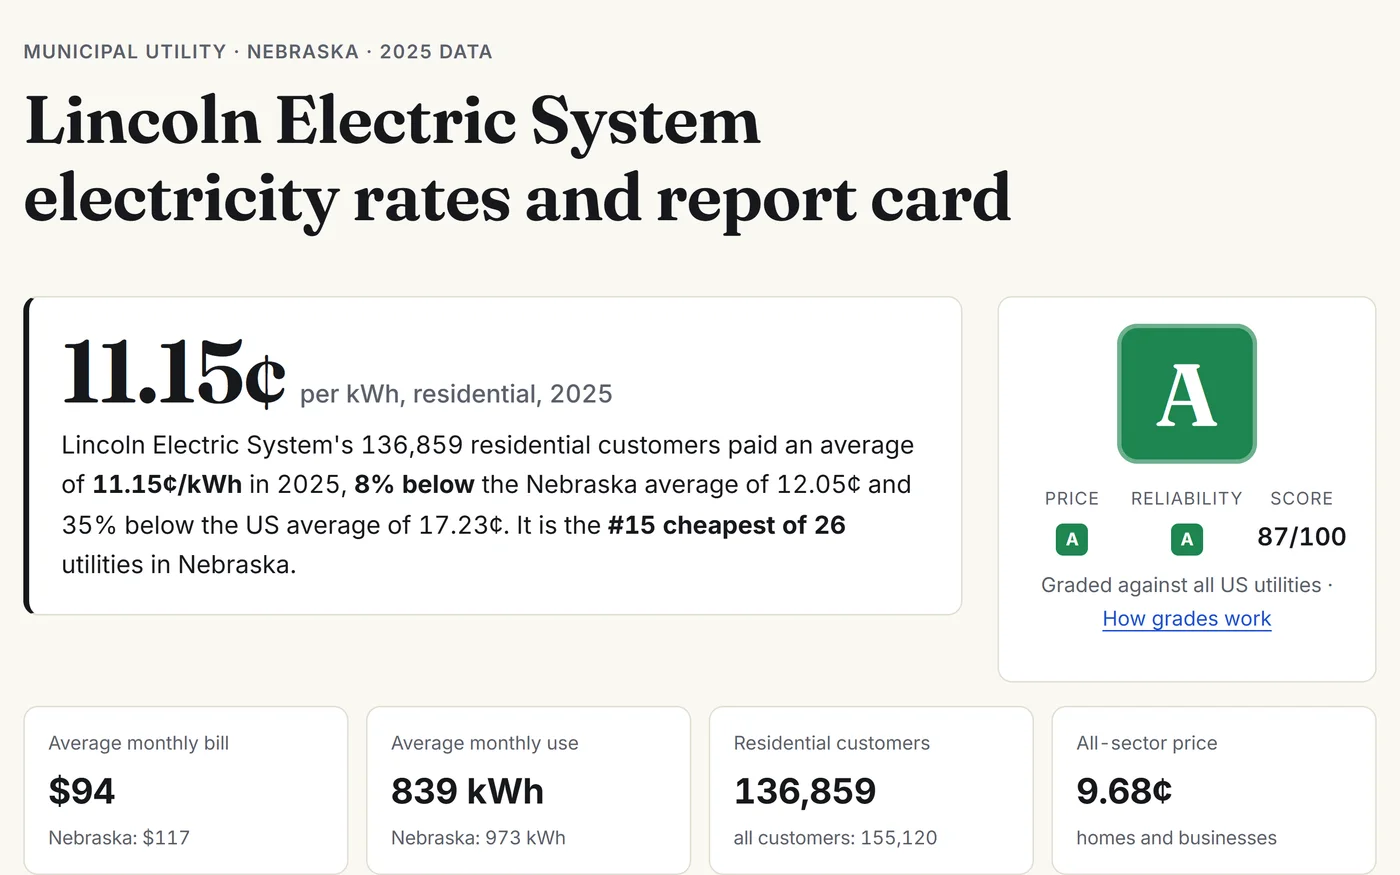 MUNICIPAL UTILITY · NEBRASKA · 2025 DATA
Lincoln Electric System
electricity rates and report card
11.15¢ per kWh, residential, 2025
Lincoln Electric System's 136,859 residential customers paid an average
of 11.15¢/kWh in 2025, 8% below the Nebraska average of 12.05¢ and
35% below the US average of 17.23¢. It is the #15 cheapest of 26
utilities in Nebraska.
A
PRICE RELIABILITY SCORE
A A 87/100
Graded against all US utilities ·
How grades work
Average monthly bill
$94
Nebraska: $117
Average monthly use
839 kWh
Nebraska: 973 kWh
Residential customers
136,859
all customers: 155,120
All-sector price
9.68¢
homes and businesses